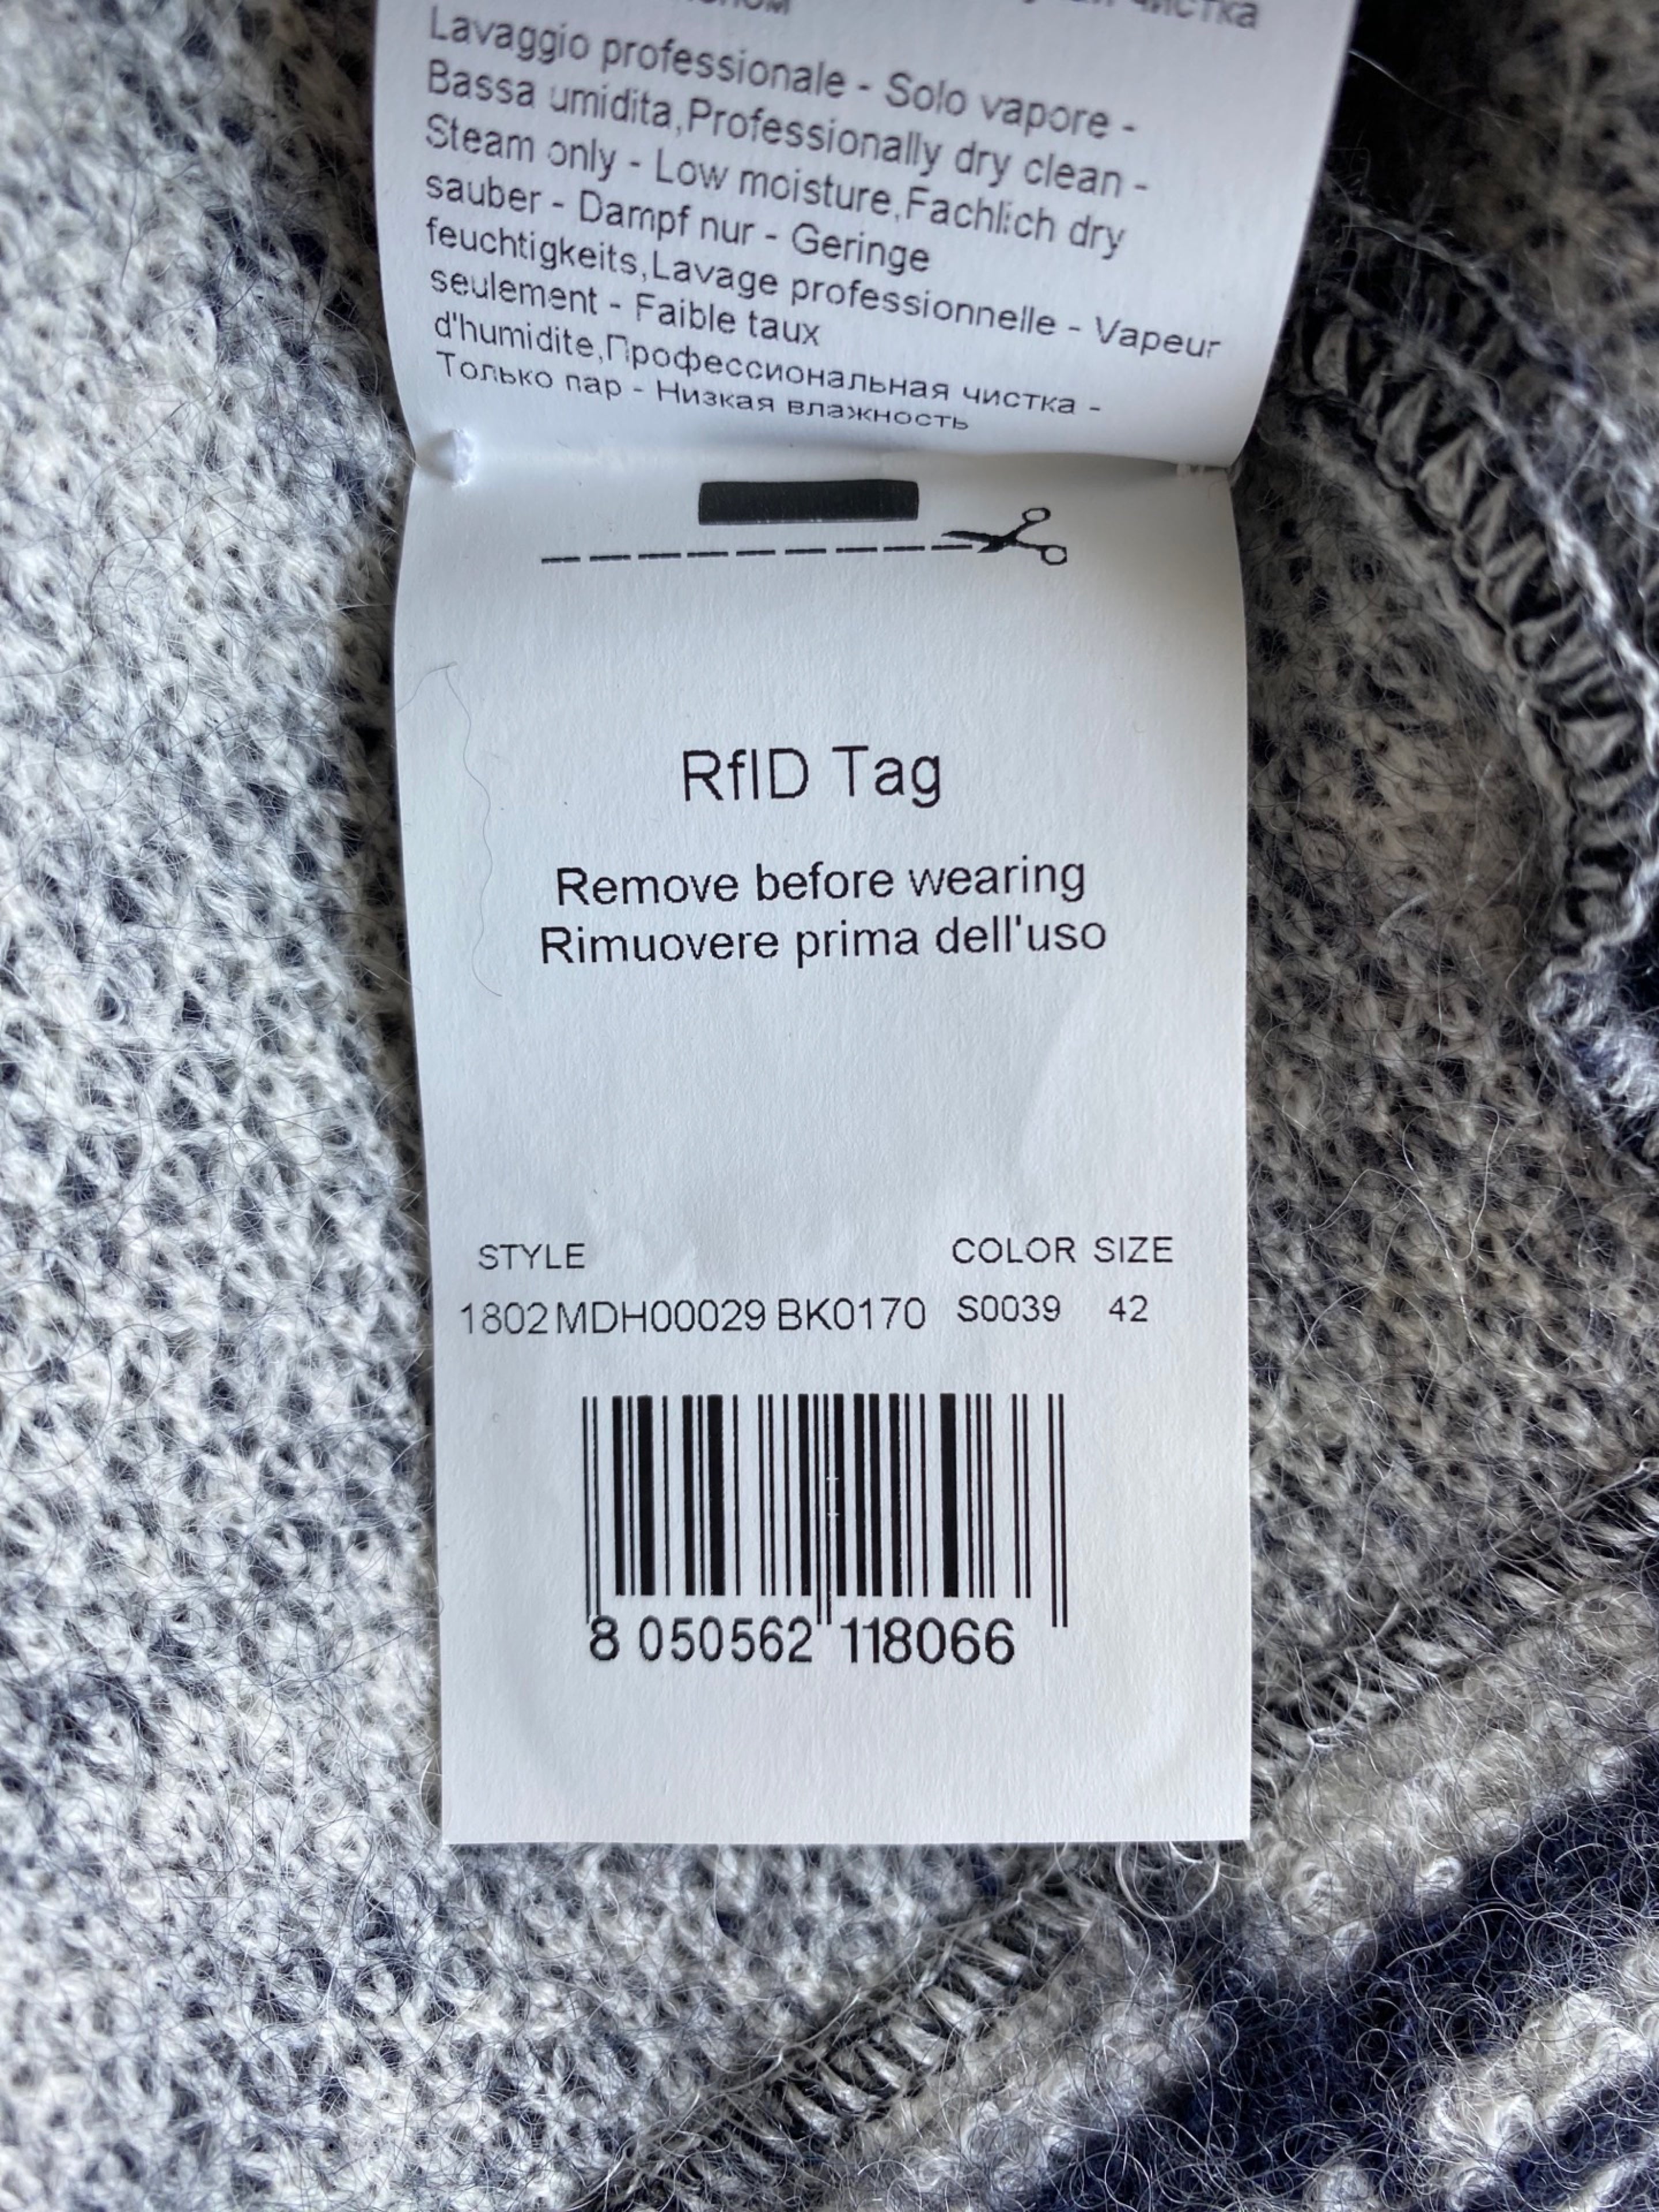 чистка
Lavaggio professionale - Solo vapore -
Bassa umidita,Professionally dry clean -
Steam only - Low moisture,Fachlich dry
sauber - Dampf nur - Geringe
feuchtigkeits,Lavage professionnelle - Vapeur
seulement - Faible taux
d'humidite,Профессиональная чистка -
Только пар - Низкая влажность
RfID Tag
Remove before wearing
Rimuovere prima dell'uso
STYLE COLOR SIZE
1802MDH00029 BK0170 S0039 42
8 050562 118066